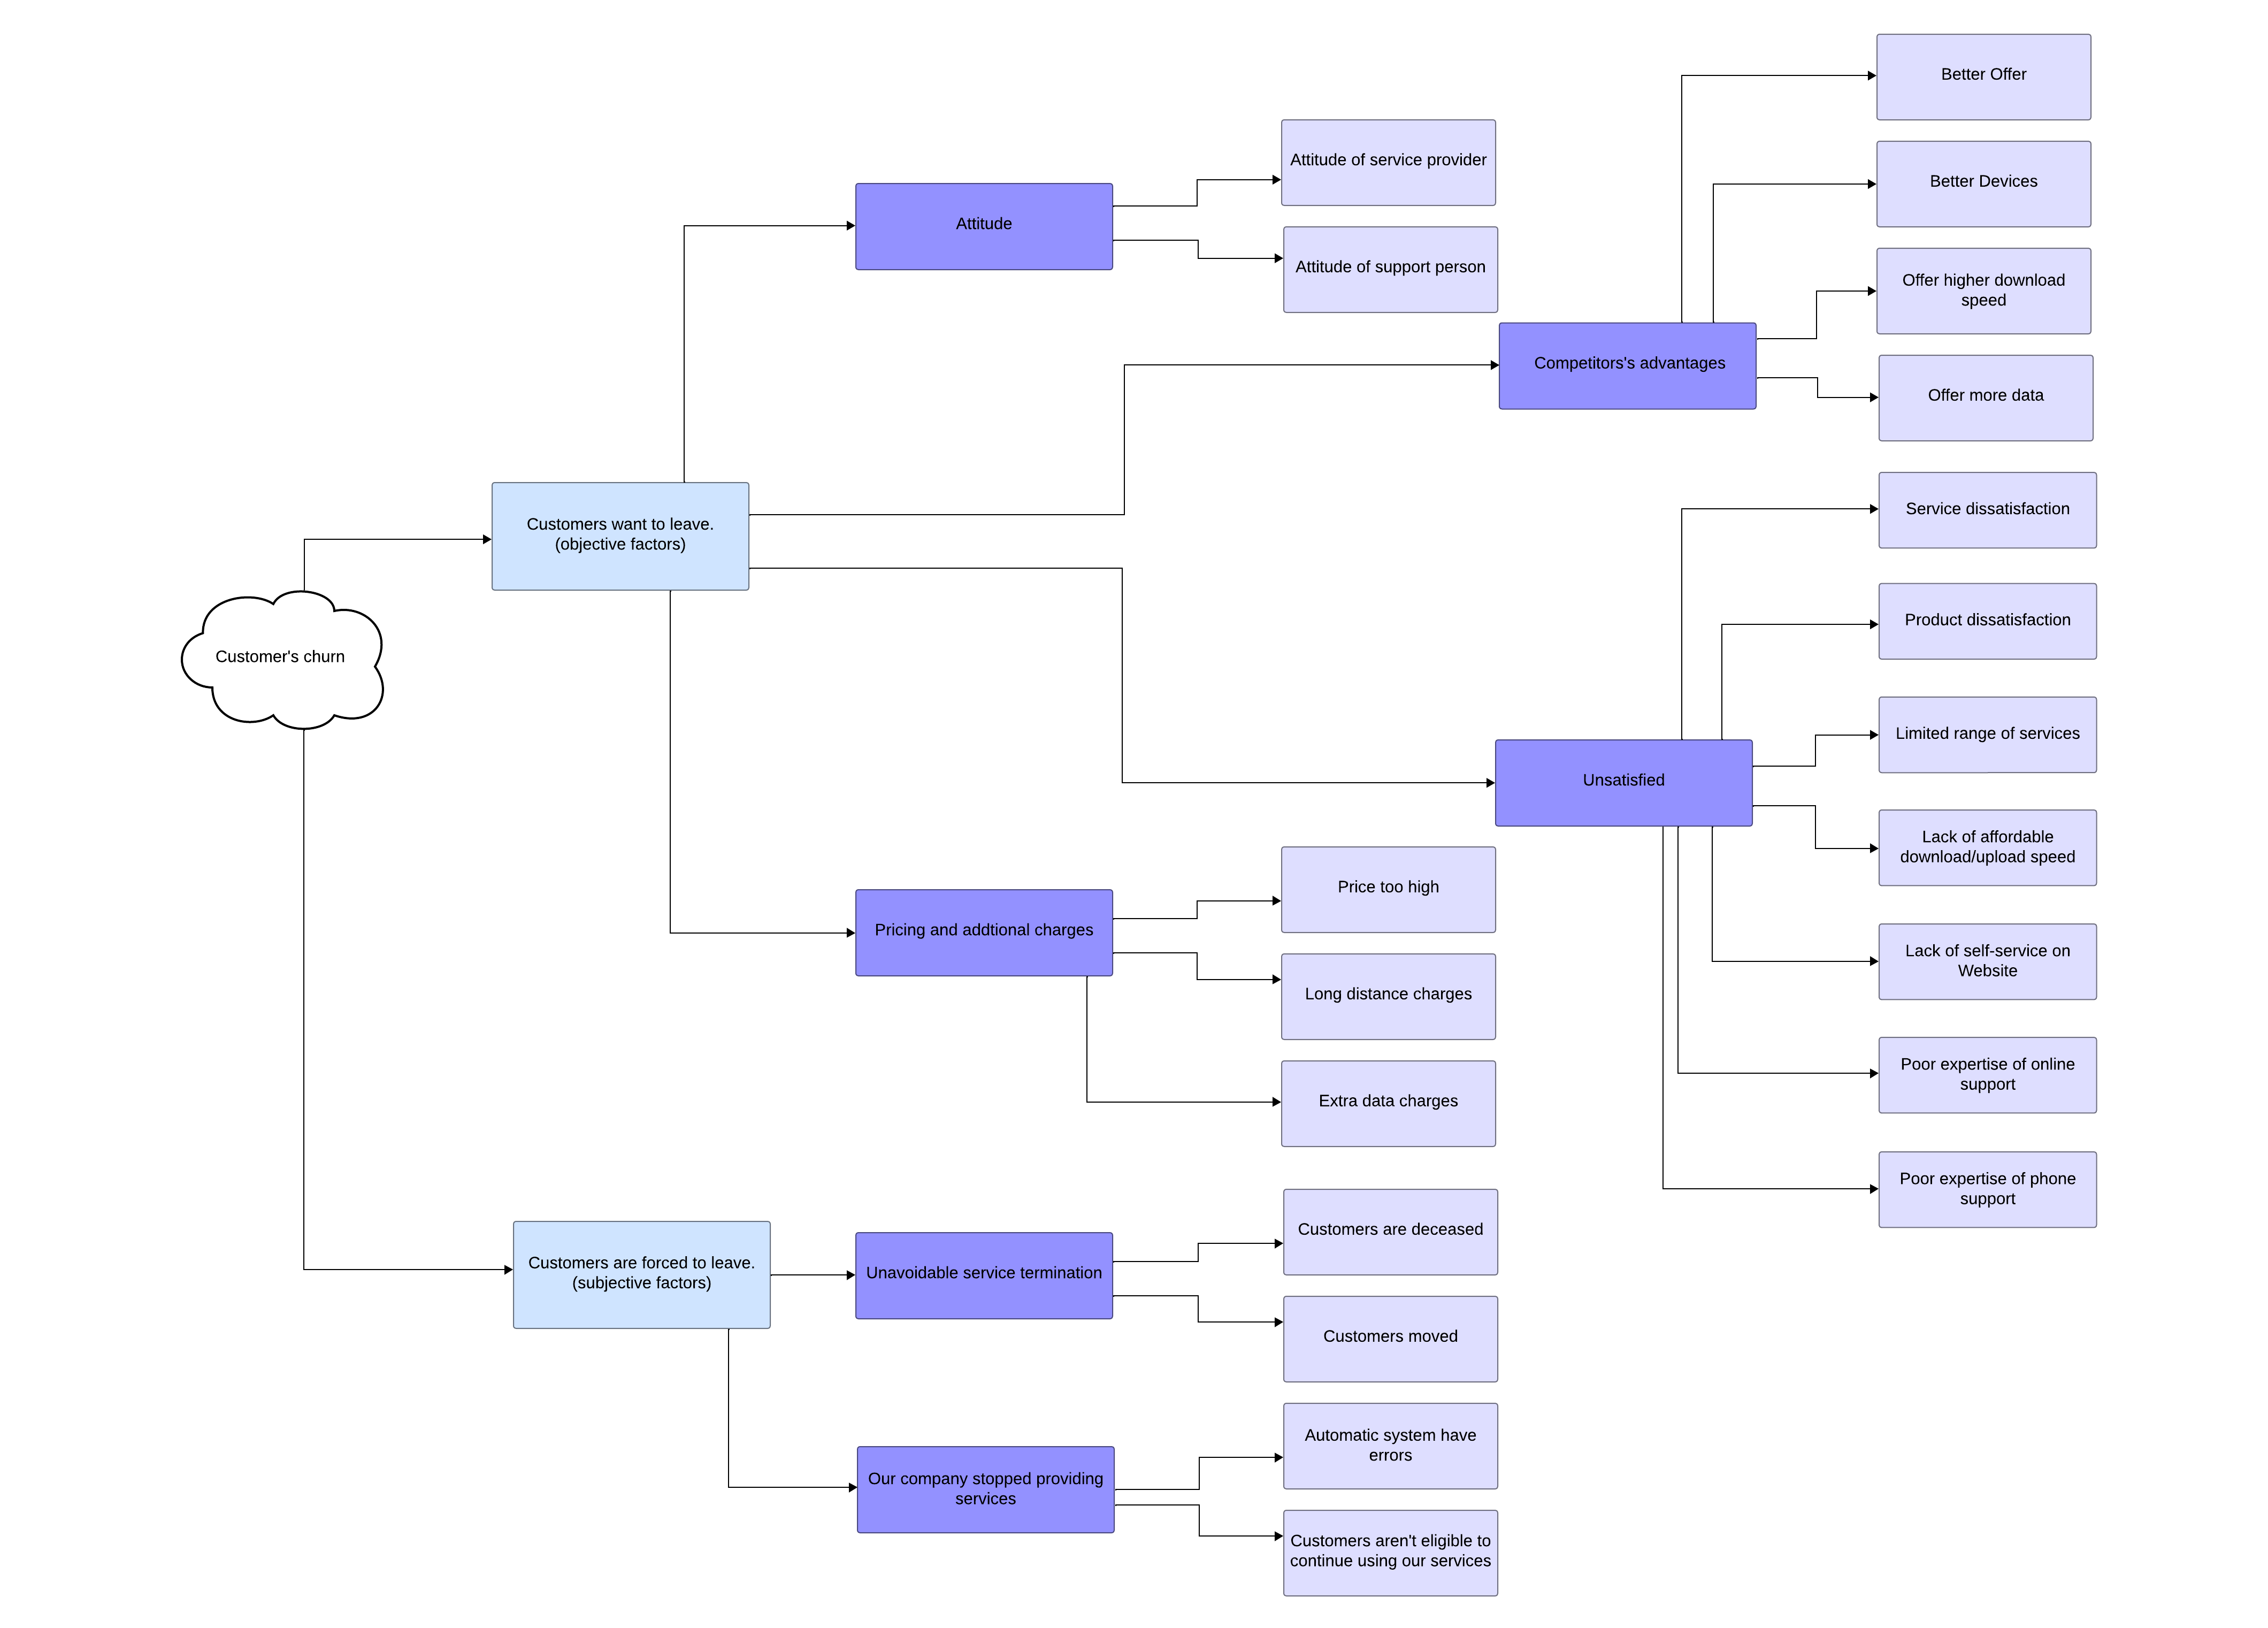 Customer's churn
Customers want to leave.
(objective factors)
Attitude
Attitude of service provider
Attitude of support person
Competitors's advantages
Better Offer
Better Devices
Offer higher download
speed
Offer more data
Unsatisfied
Service dissatisfaction
Product dissatisfaction
Limited range of services
Lack of affordable
download/upload speed
Lack of self-service on
Website
Poor expertise of online
support
Poor expertise of phone
support
Pricing and addtional charges
Price too high
Long distance charges
Extra data charges
Customers are forced to leave.
(subjective factors)
Unavoidable service termination
Customers are deceased
Customers moved
Our company stopped providing
services
Automatic system have
errors
Customers aren't eligible to
continue using our services